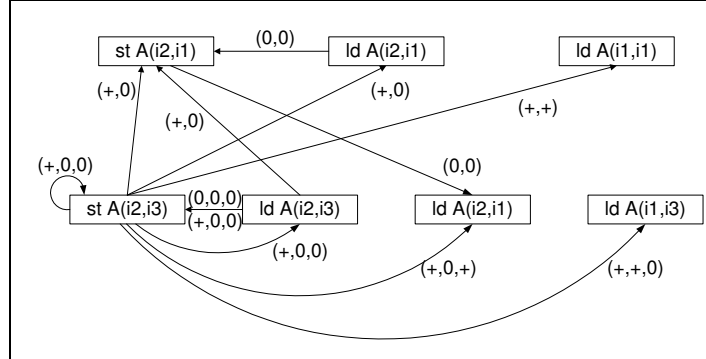 (0,0)
st A(i2,i1)
ld A(i2,i1)
ld A(i1,i1)
(+,0)
(+,0)
(+,0)
(+,+)
(+,0,0)
(0,0)
(0,0,0)
st A(i2,i3)
ld A(i2,i3)
ld A(i2,i1)
ld A(i1,i3)
(+,0,0)
(+,0,0)
(+,0,+)
(+,+,0)